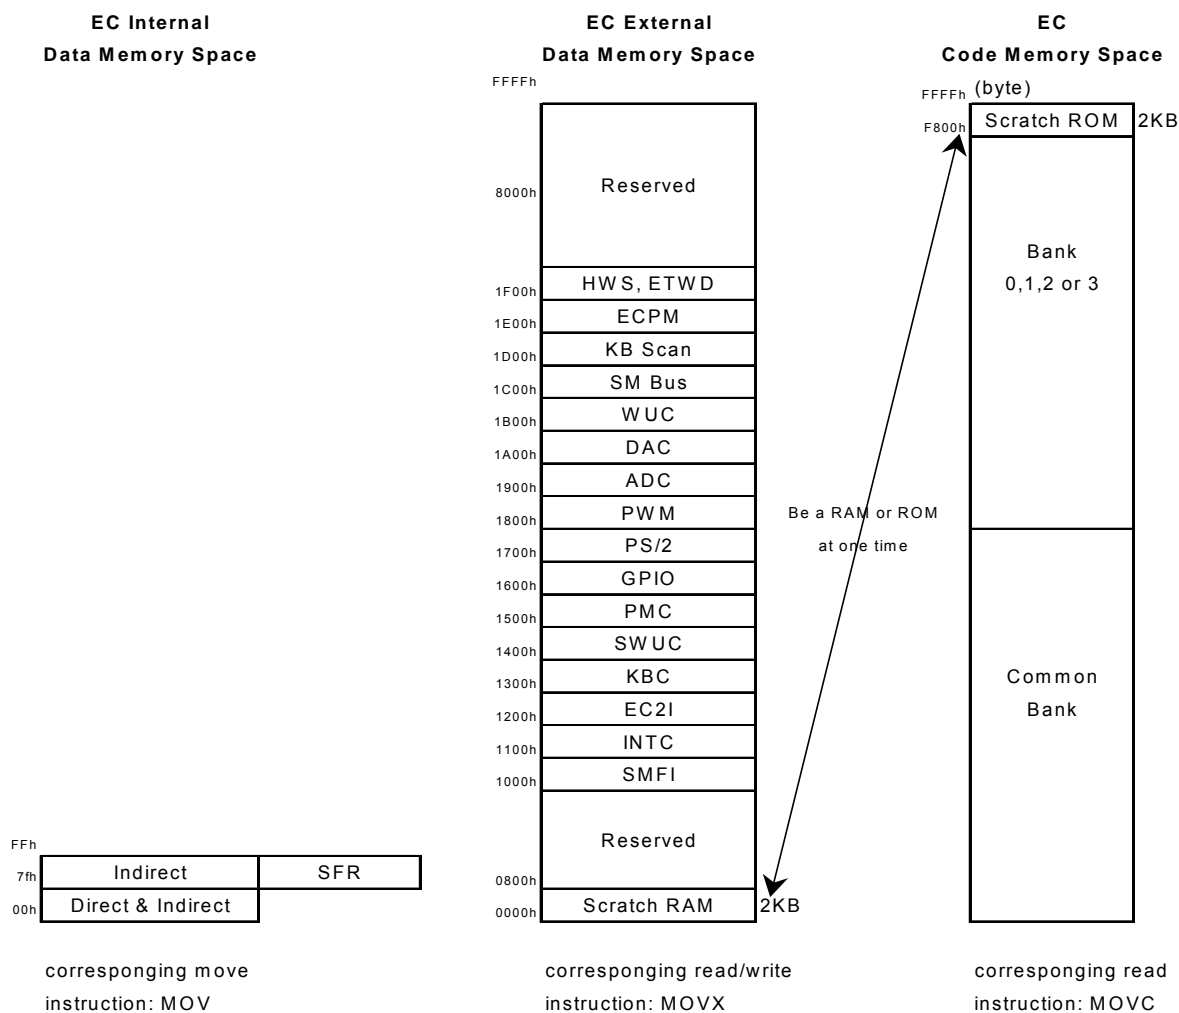 EC Internal
Data Memory Space
FFh
7fh
Indirect
SFR
00h
Direct & Indirect
corresponging move
instruction: MOV
EC External
Data Memory Space
FFFFh
Reserved
8000h
HWS, ETWD
1F00h
ECPM
1E00h
KB Scan
1D00h
SM Bus
1C00h
WUC
1B00h
DAC
1A00h
ADC
1900h
PWM
1800h
PS/2
1700h
GPIO
1600h
PMC
1500h
SWUC
1400h
KBC
1300h
EC2I
1200h
INTC
1100h
SMFI
1000h
Reserved
0800h
Scratch RAM
2KB
0000h
corresponging read/write
instruction: MOVX
Be a RAM or ROM
at one time
EC
Code Memory Space
(byte)
FFFFh
Scratch ROM
2KB
F800h
Bank
0,1,2 or 3
Common
Bank
corresponging read
instruction: MOVC